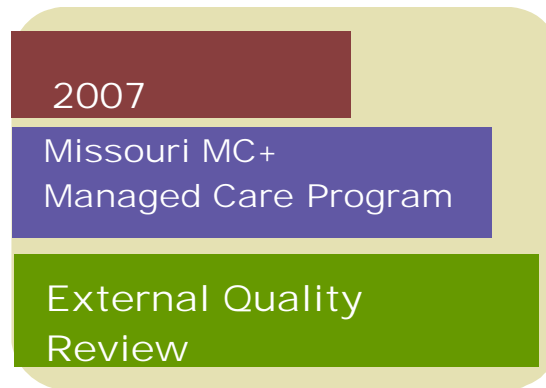 2007
Missouri MC+
Managed Care Program
External Quality
Review